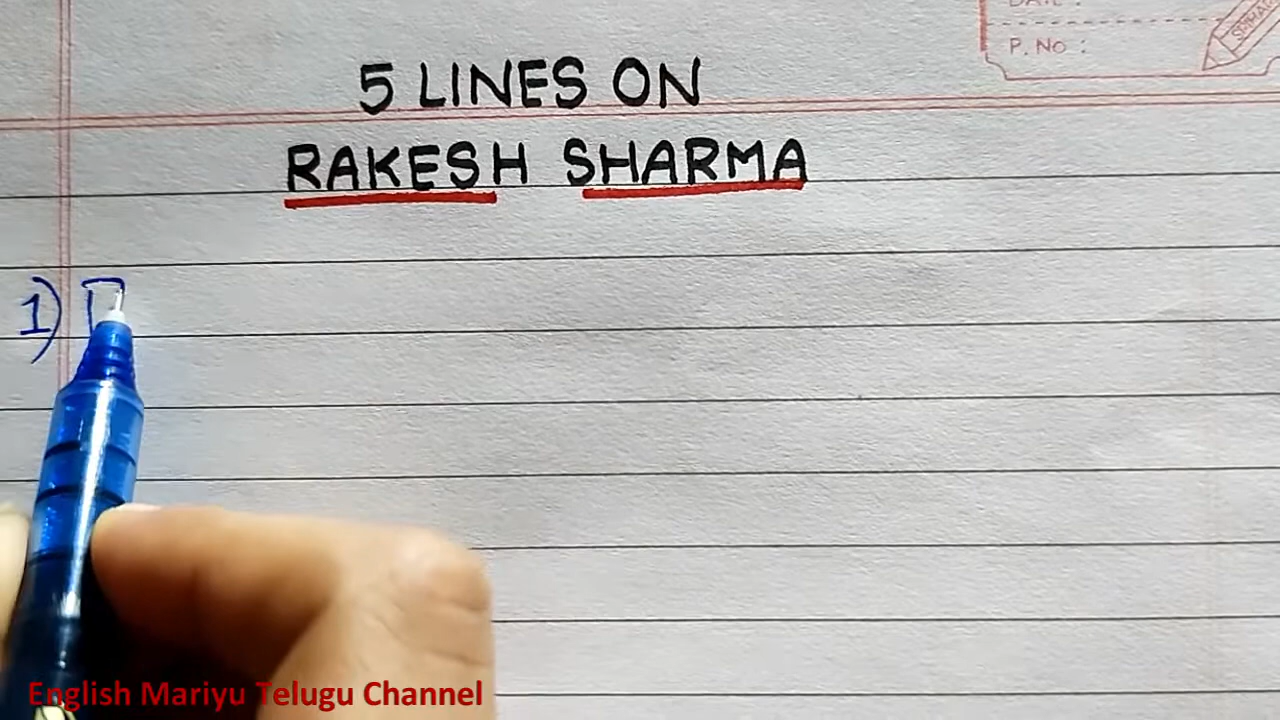 P. No :
5 LINES ON
RAKESH SHARMA
1)
English Mariyu Telugu Channel